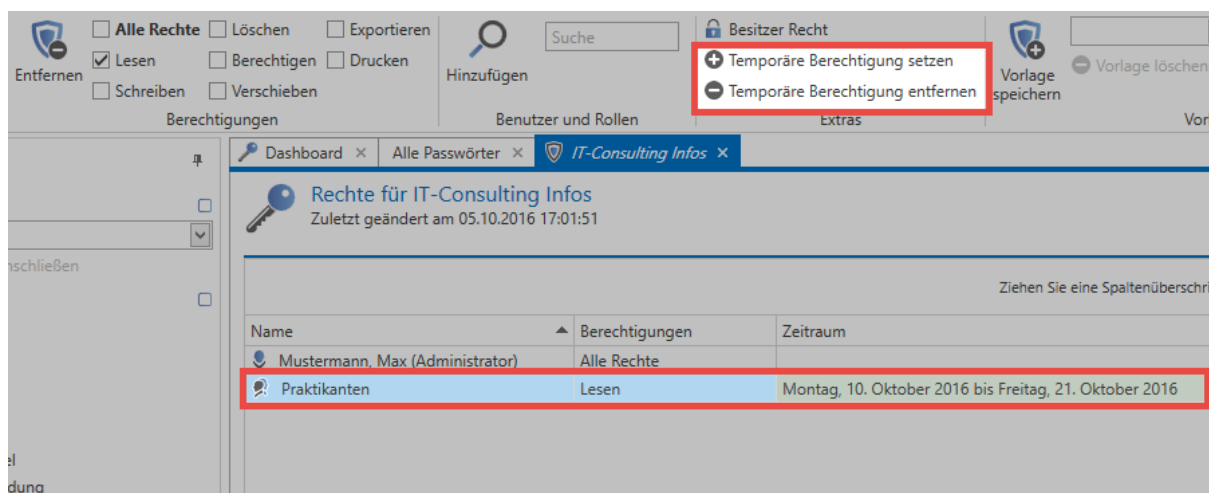 Alle Rechte Löschen Exportieren
Entfernen Lesen Berechtigen Drucken
Schreiben Verschieben
Berechtigungen
Hinzufügen Suche
Benutzer und Rollen
Besitzer Recht
Temporäre Berechtigung setzen
Temporäre Berechtigung entfernen
Extras
Vorlage speichern
Vorlage löschen
Dashboard Alle Passwörter IT-Consulting Infos
Rechte für IT-Consulting Infos
Zuletzt geändert am 05.10.2016 17:01:51
Ziehen Sie eine
Name Berechtigungen Zeitraum
Mustermann, Max (Administrator) Alle Rechte
Praktikanten Lesen Montag, 10. Oktober 2016 bis Freitag, 21. Oktober 2016